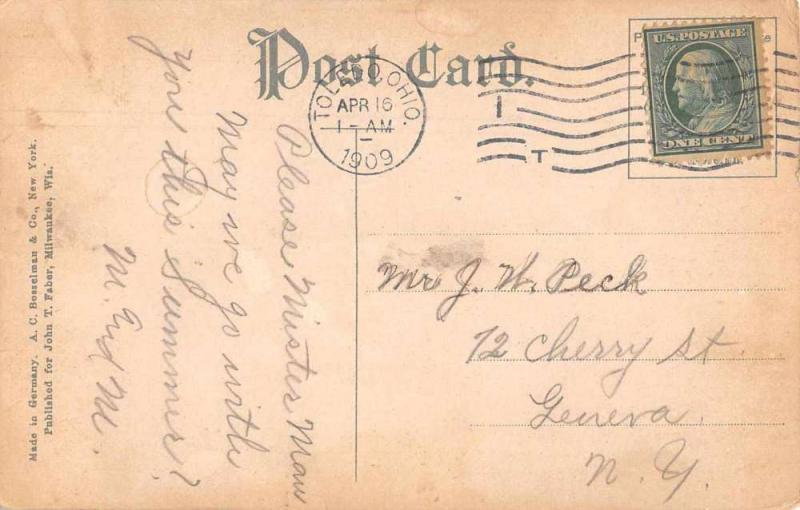 Post Card.
TOLEDO, OHIO.
APR 16
1 - AM
1909
I
T
U.S. POSTAGE
ONE CENT
Please Mister Man
May we go with
You this Summer?
M. and M.
Mr J. W. Peck
72 Cherry St
Geneva.
N. Y.
Made in Germany. A. C. Bosselman & Co., New York.
Published for John T. Faber, Milwaukee, Wis.